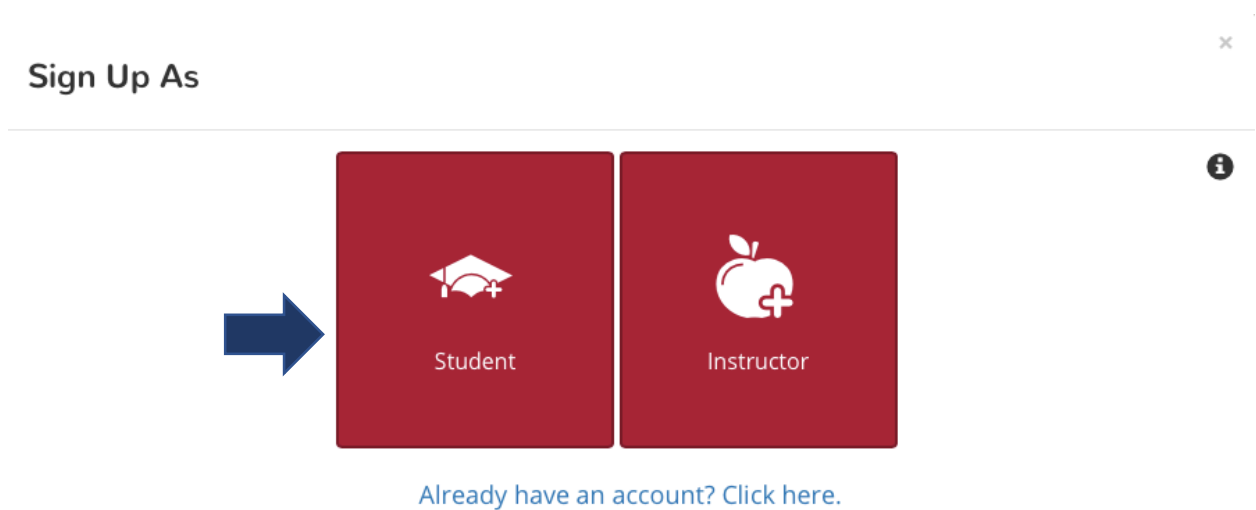 Sign Up As
Student
Instructor
Already have an account? Click here.